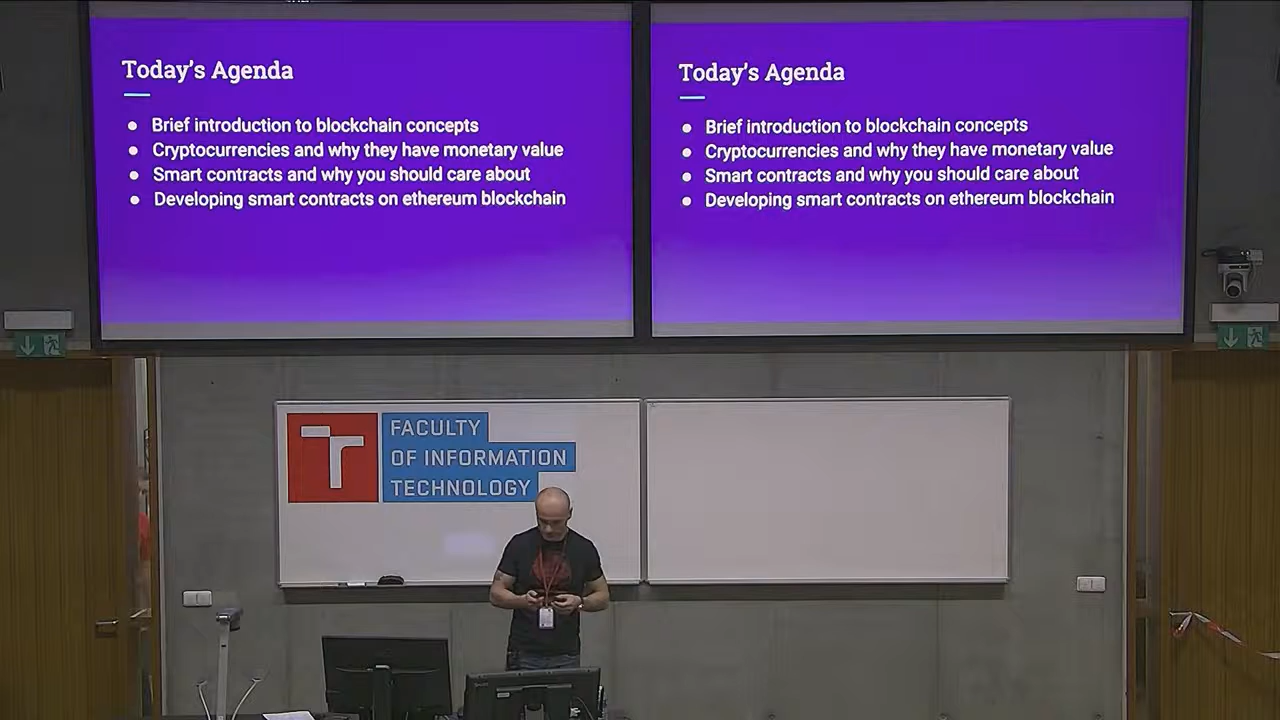 Today's Agenda
● Brief introduction to blockchain concepts
● Cryptocurrencies and why they have monetary value
● Smart contracts and why you should care about
● Developing smart contracts on ethereum blockchain
Today's Agenda
● Brief introduction to blockchain concepts
● Cryptocurrencies and why they have monetary value
● Smart contracts and why you should care about
● Developing smart contracts on ethereum blockchain
FACULTY
OF INFORMATION
TECHNOLOGY